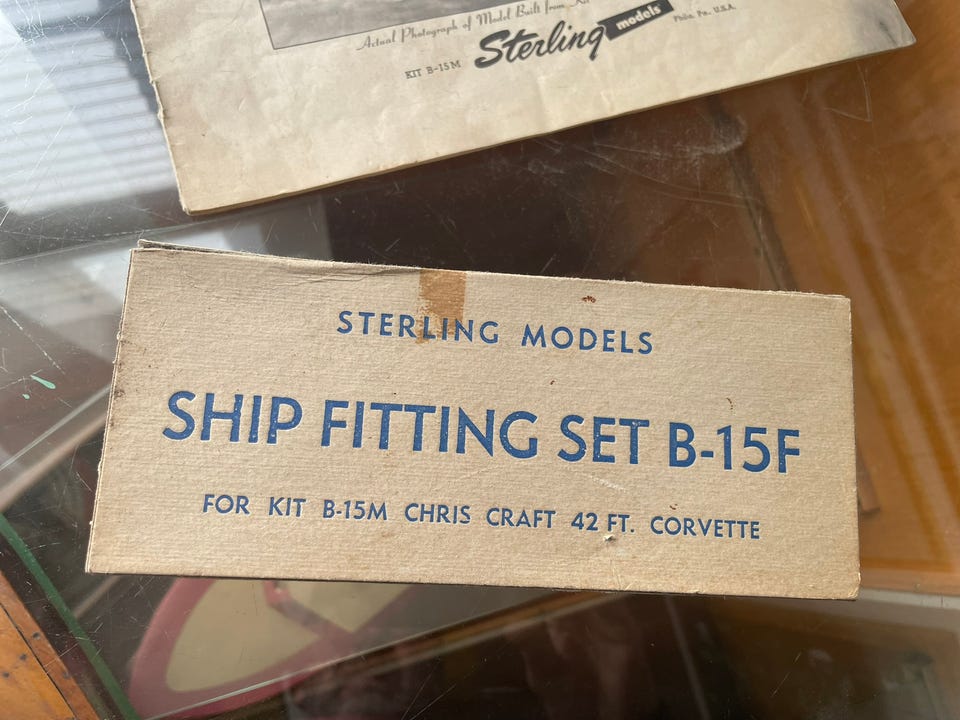 Actual Photograph of Model Built from Kit
KIT B-15M Sterling models Phila. Pa., U.S.A.
STERLING MODELS
SHIP FITTING SET B-15F
FOR KIT B-15M CHRIS CRAFT 42 FT. CORVETTE